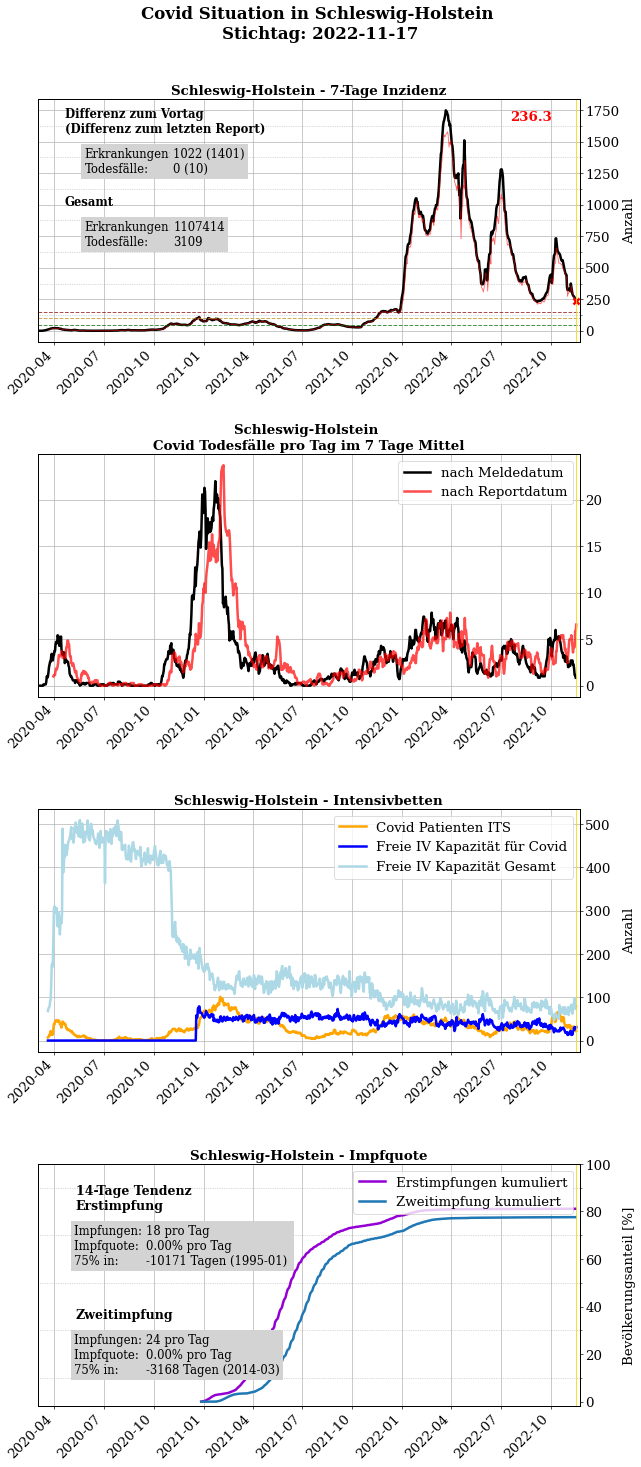 Covid Situation in Schleswig-Holstein
Stichtag: 2022-11-17
Schleswig-Holstein - 7-Tage Inzidenz
Differenz zum Vortag
(Differenz zum letzten Report)
Erkrankungen 1022 (1401)
Todesfälle: 0 (10)
Gesamt
Erkrankungen 1107414
Todesfälle: 3109
236.3
1750
1500
1250
1000
750
500
250
0
Anzahl
2020-04
2020-07
2020-10
2021-01
2021-04
2021-07
2021-10
2022-01
2022-04
2022-07
2022-10
Schleswig-Holstein
Covid Todesfälle pro Tag im 7 Tage Mittel
nach Meldedatum
nach Reportdatum
20
15
10
5
0
2020-04
2020-07
2020-10
2021-01
2021-04
2021-07
2021-10
2022-01
2022-04
2022-07
2022-10
Schleswig-Holstein - Intensivbetten
Covid Patienten ITS
Freie IV Kapazität für Covid
Freie IV Kapazität Gesamt
500
400
300
200
100
0
Anzahl
2020-04
2020-07
2020-10
2021-01
2021-04
2021-07
2021-10
2022-01
2022-04
2022-07
2022-10
Schleswig-Holstein - Impfquote
Erstimpfungen kumuliert
Zweitimpfung kumuliert
14-Tage Tendenz
Erstimpfung
Impfungen: 18 pro Tag
Impfquote: 0.00% pro Tag
75% in: -10171 Tagen (1995-01)
Zweitimpfung
Impfungen: 24 pro Tag
Impfquote: 0.00% pro Tag
75% in: -3168 Tagen (2014-03)
100
80
60
40
20
0
Bevölkerungsanteil [%]
2020-04
2020-07
2020-10
2021-01
2021-04
2021-07
2021-10
2022-01
2022-04
2022-07
2022-10